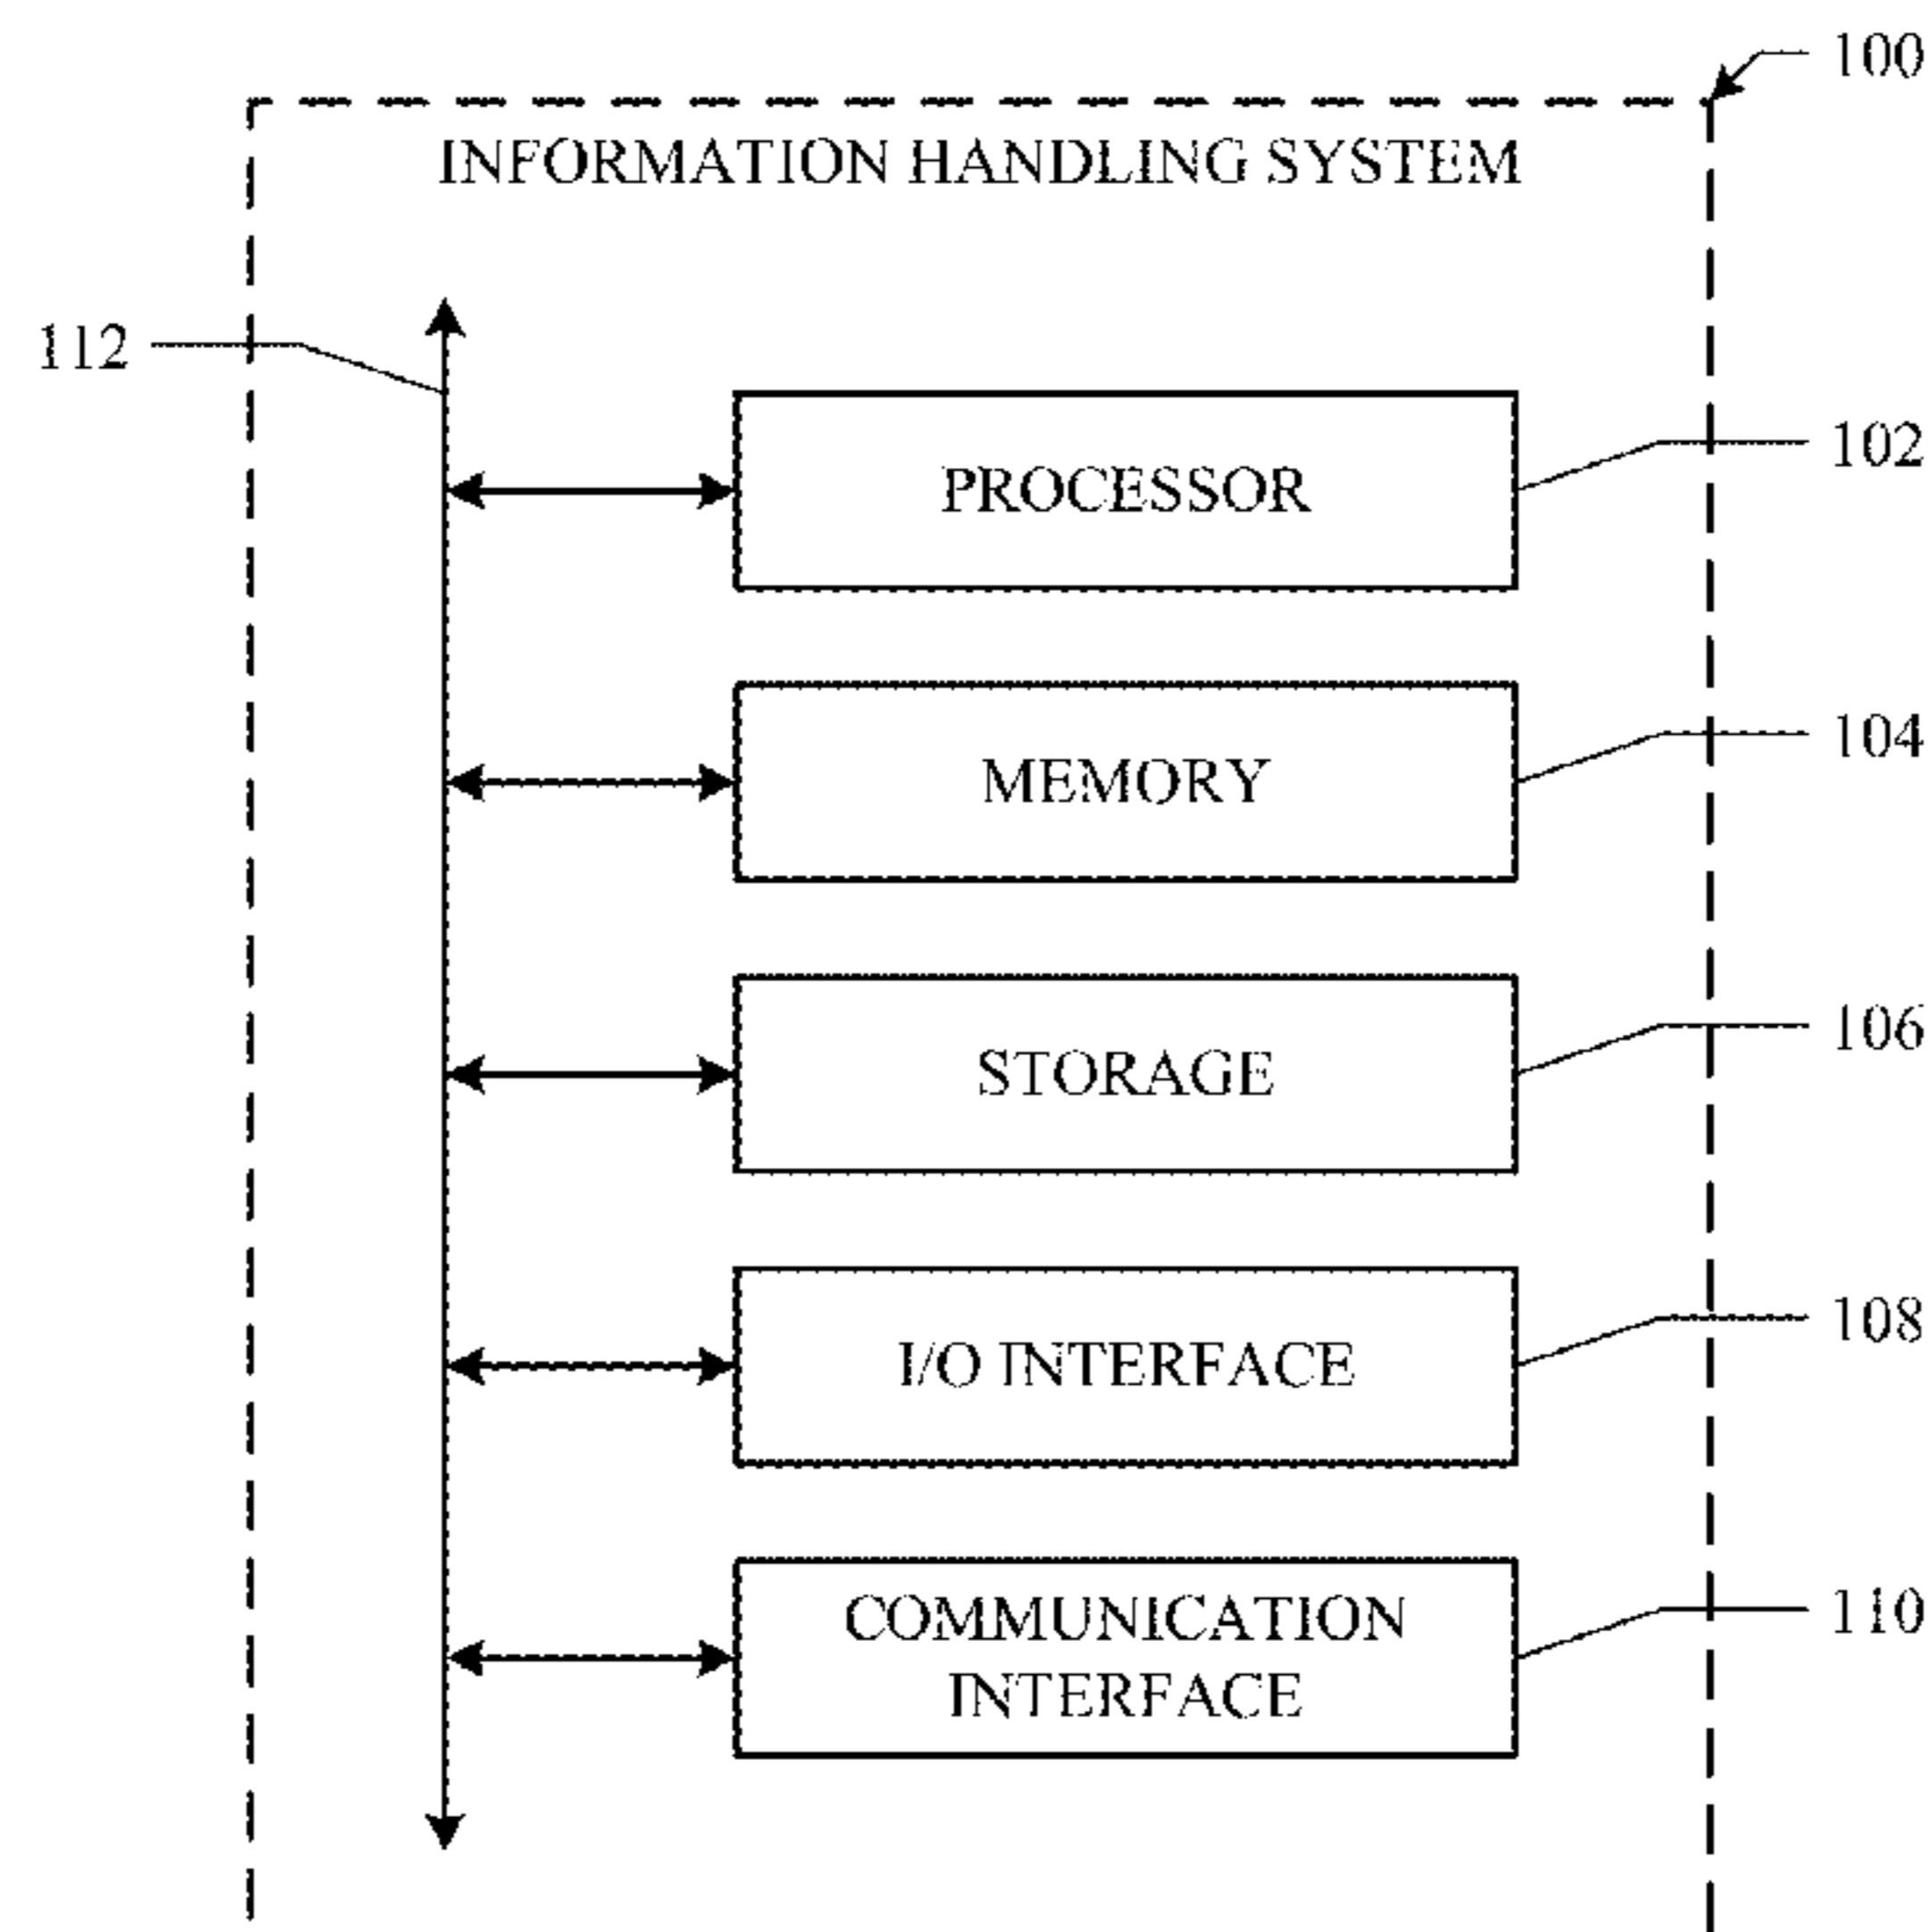 100
INFORMATION HANDLING SYSTEM
112
102
PROCESSOR
104
MEMORY
106
STORAGE
108
I/O INTERFACE
110
COMMUNICATION
INTERFACE